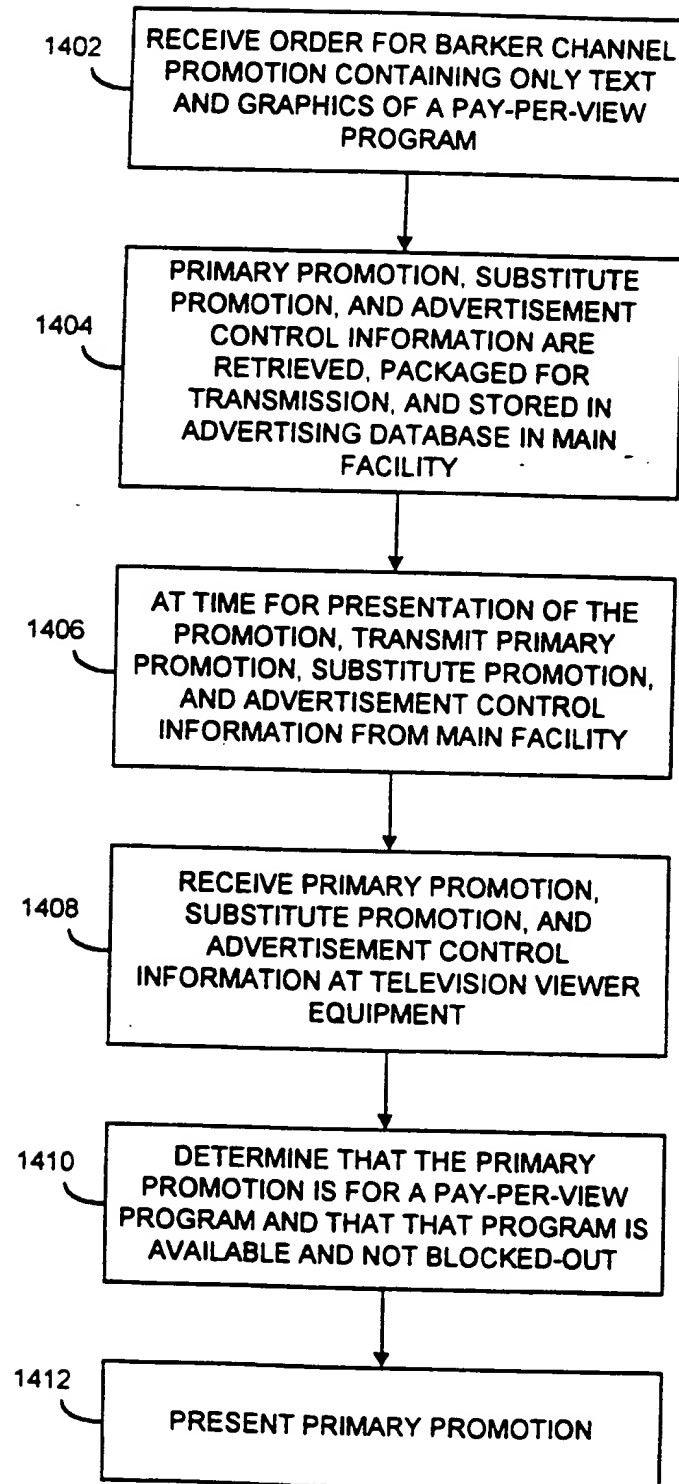 1402
RECEIVE ORDER FOR BARKER CHANNEL
PROMOTION CONTAINING ONLY TEXT
AND GRAPHICS OF A PAY-PER-VIEW
PROGRAM
1404
PRIMARY PROMOTION, SUBSTITUTE
PROMOTION, AND ADVERTISEMENT
CONTROL INFORMATION ARE
RETRIEVED, PACKAGED FOR
TRANSMISSION, AND STORED IN
ADVERTISING DATABASE IN MAIN
FACILITY
1406
AT TIME FOR PRESENTATION OF THE
PROMOTION, TRANSMIT PRIMARY
PROMOTION, SUBSTITUTE PROMOTION,
AND ADVERTISEMENT CONTROL
INFORMATION FROM MAIN FACILITY
1408
RECEIVE PRIMARY PROMOTION,
SUBSTITUTE PROMOTION, AND
ADVERTISEMENT CONTROL
INFORMATION AT TELEVISION VIEWER
EQUIPMENT
1410
DETERMINE THAT THE PRIMARY
PROMOTION IS FOR A PAY-PER-VIEW
PROGRAM AND THAT THAT PROGRAM IS
AVAILABLE AND NOT BLOCKED-OUT
1412
PRESENT PRIMARY PROMOTION